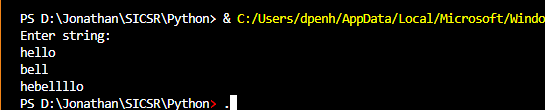 PS D:\Jonathan\SICSR\Python> & C:/Users/dpenh/AppData/Local/Microsoft/Windo
Enter string:
hello
bell
hebellllo
PS D:\Jonathan\SICSR\Python> .